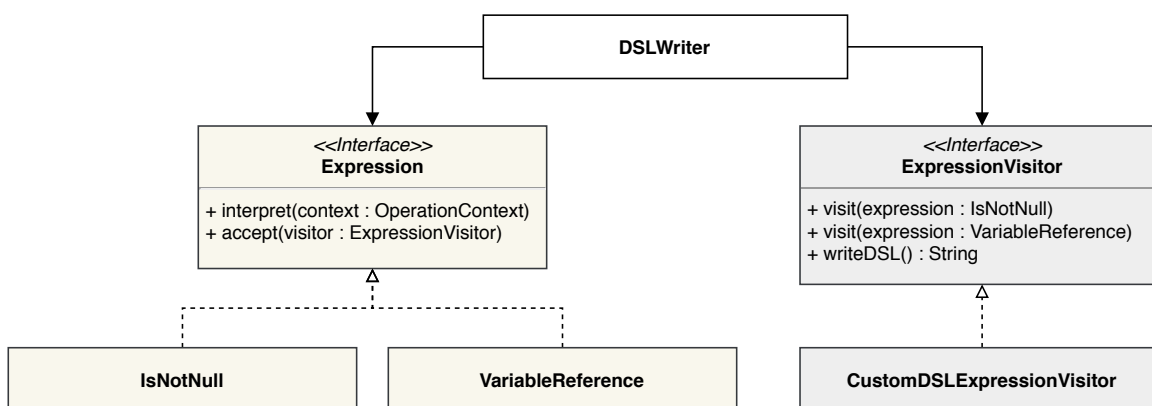 DSLWriter
<<Interface>>
Expression
+ interpret(context : OperationContext)
+ accept(visitor : ExpressionVisitor)
<<Interface>>
ExpressionVisitor
+ visit(expression : IsNotNull)
+ visit(expression : VariableReference)
+ writeDSL() : String
IsNotNull
VariableReference
CustomDSLExpressionVisitor